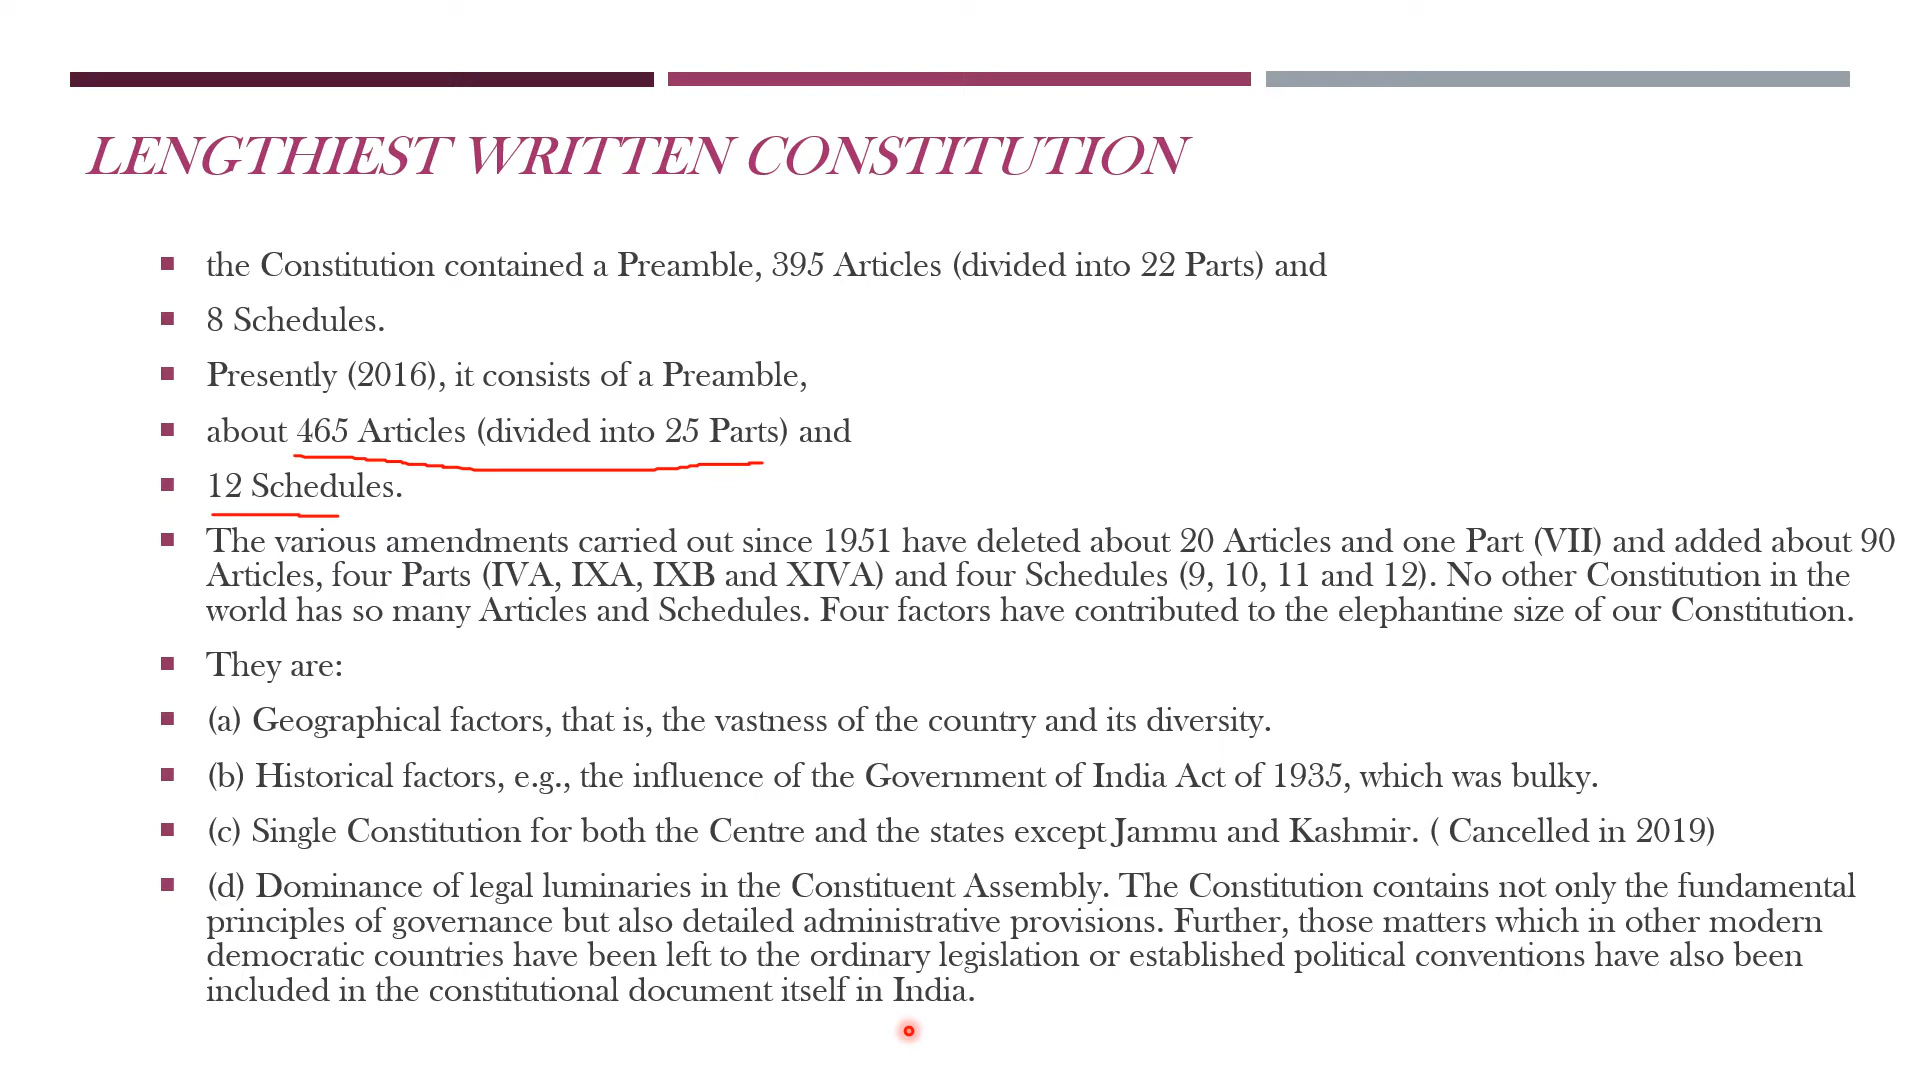 LENGTHIEST WRITTEN CONSTITUTION
the Constitution contained a Preamble, 395 Articles (divided into 22 Parts) and
8 Schedules.
Presently (2016), it consists of a Preamble,
about 465 Articles (divided into 25 Parts) and
12 Schedules.
The various amendments carried out since 1951 have deleted about 20 Articles and one Part (VII) and added about 90
Articles, four Parts (IVA, IXA, IXB and XIVA) and four Schedules (9, 10, 11 and 12). No other Constitution in the
world has so many Articles and Schedules. Four factors have contributed to the elephantine size of our Constitution.
They are:
(a) Geographical factors, that is, the vastness of the country and its diversity.
(b) Historical factors, e.g., the influence of the Government of India Act of 1935, which was bulky.
(c) Single Constitution for both the Centre and the states except Jammu and Kashmir. ( Cancelled in 2019)
(d) Dominance of legal luminaries in the Constituent Assembly. The Constitution contains not only the fundamental
principles of governance but also detailed administrative provisions. Further, those matters which in other modern
democratic countries have been left to the ordinary legislation or established political conventions have also been
included in the constitutional document itself in India.